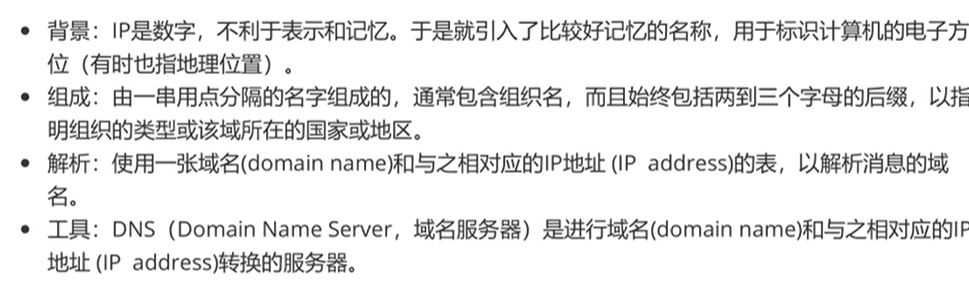 • 背景：IP是数字，不利于表示和记忆。于是就引入了比较好记忆的名称，用于标识计算机的电子方
位（有时也指地理位置）。
• 组成：由一串用点分隔的名字组成的，通常包含组织名，而且始终包括两到三个字母的后缀，以指
明组织的类型或该域所在的国家或地区。
• 解析：使用一张域名(domain name)和与之相对应的IP地址 (IP address)的表，以解析消息的域
名。
• 工具：DNS（Domain Name Server，域名服务器）是进行域名(domain name)和与之相对应的IP
地址 (IP address)转换的服务器。